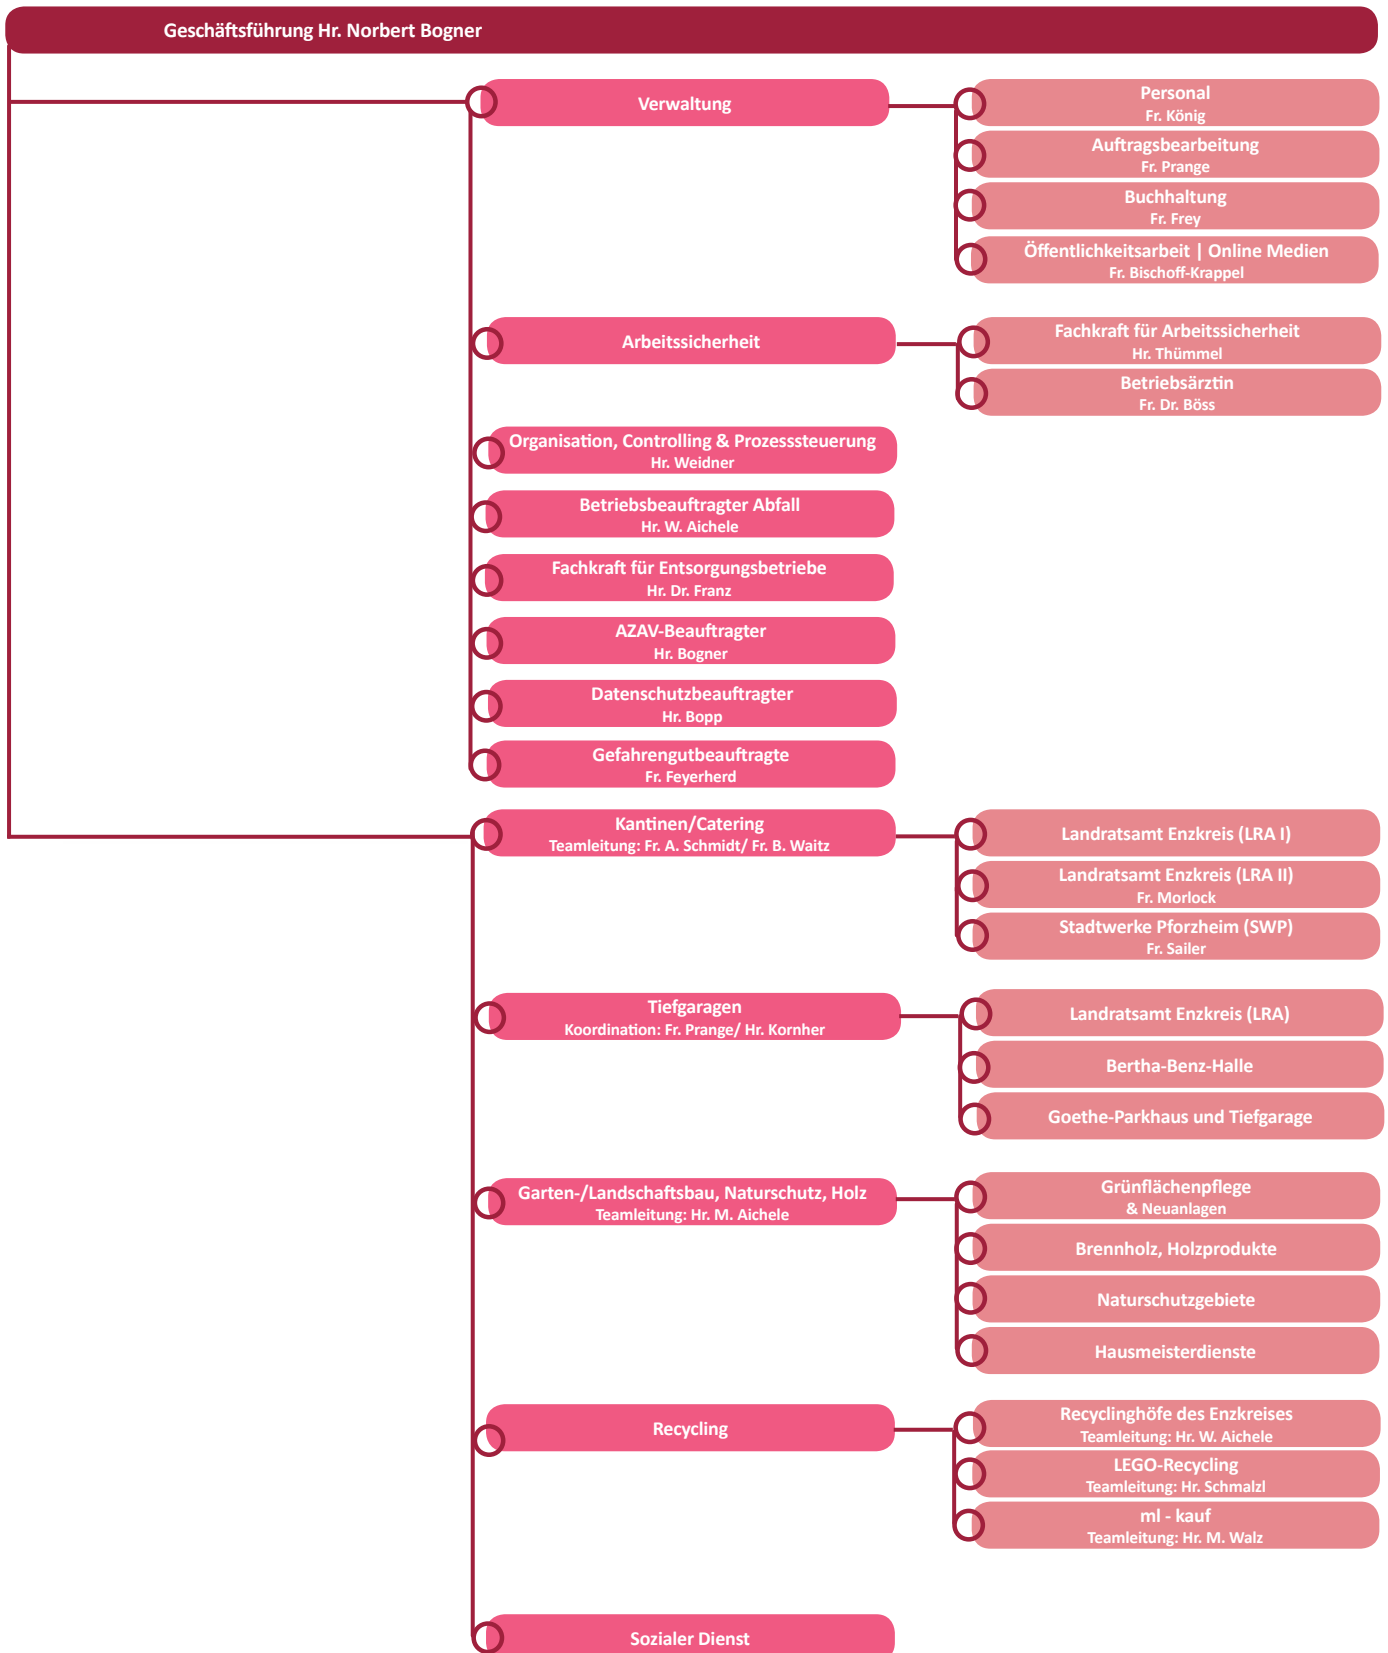 Geschäftsführung Hr. Norbert Bogner
Verwaltung
Personal
Fr. König
Auftragsbearbeitung
Fr. Prange
Buchhaltung
Fr. Frey
Öffentlichkeitsarbeit | Online Medien
Fr. Bischoff-Krappel
Arbeitssicherheit
Fachkraft für Arbeitssicherheit
Hr. Thümmel
Betriebsärztin
Fr. Dr. Böss
Organisation, Controlling & Prozesssteuerung
Hr. Weidner
Betriebsbeauftragter Abfall
Hr. W. Aichele
Fachkraft für Entsorgungsbetriebe
Hr. Dr. Franz
AZAV-Beauftragter
Hr. Bogner
Datenschutzbeauftragter
Hr. Bopp
Gefahrengutbeauftragte
Fr. Feyerherd
Kantinen/Catering
Teamleitung: Fr. A. Schmidt/ Fr. B. Waitz
Landratsamt Enzkreis (LRA I)
Landratsamt Enzkreis (LRA II)
Fr. Morlock
Stadtwerke Pforzheim (SWP)
Fr. Sailer
Tiefgaragen
Koordination: Fr. Prange/ Hr. Kornher
Landratsamt Enzkreis (LRA)
Bertha-Benz-Halle
Goethe-Parkhaus und Tiefgarage
Garten-/Landschaftsbau, Naturschutz, Holz
Teamleitung: Hr. M. Aichele
Grünflächenpflege
& Neuanlagen
Brennholz, Holzprodukte
Naturschutzgebiete
Hausmeisterdienste
Recycling
Recyclinghöfe des Enzkreises
Teamleitung: Hr. W. Aichele
LEGO-Recycling
Teamleitung: Hr. Schmalzl
ml - kauf
Teamleitung: Hr. M. Walz
Sozialer Dienst